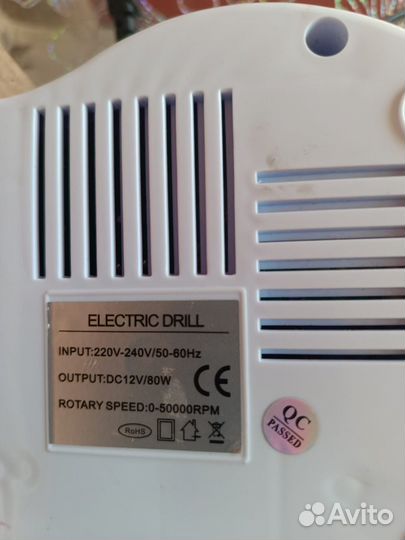 ELECTRIC DRILL
INPUT:220V-240V/50-60Hz
OUTPUT:DC12V/80W
CE
ROTARY SPEED:0-50000RPM
RoHS
QC
PASSED
Avito